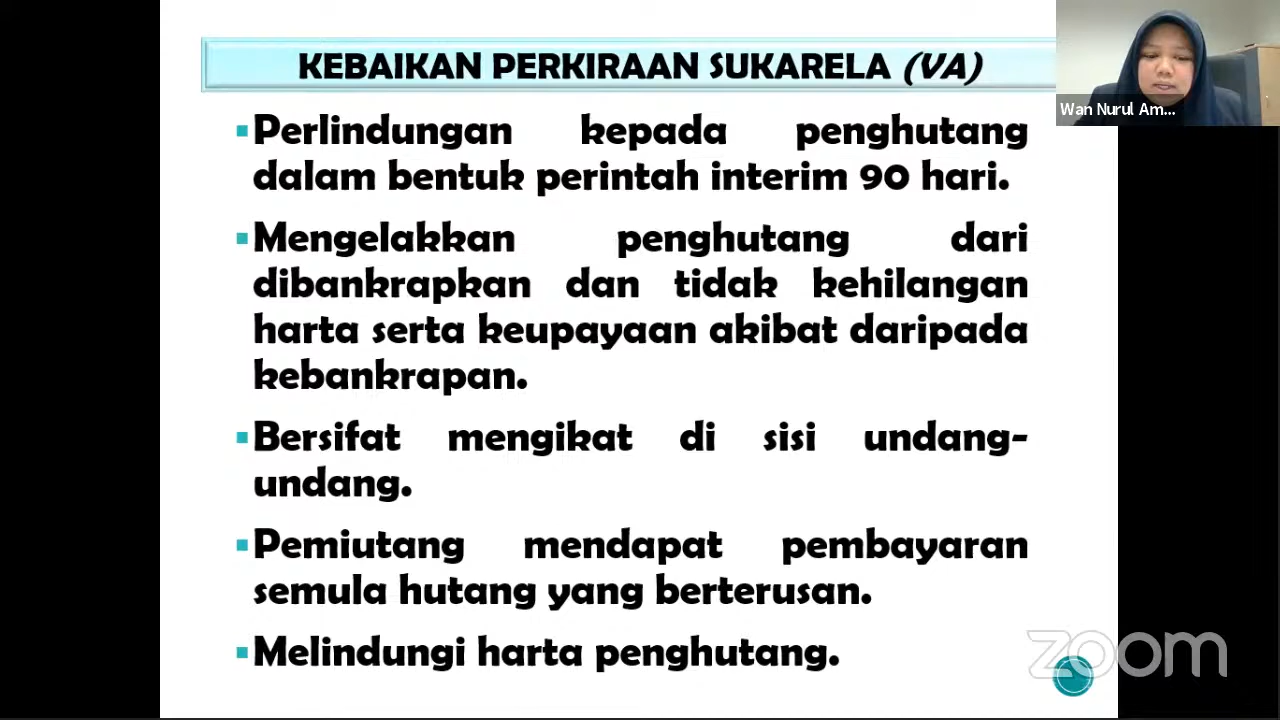 KEBAIKAN PERKIRAAN SUKARELA (VA)
Wan Nurul Am...
▪Perlindungan kepada penghutang
dalam bentuk perintah interim 90 hari.
▪Mengelakkan penghutang dari
dibankrapkan dan tidak kehilangan
harta serta keupayaan akibat daripada
kebankrapan.
▪Bersifat mengikat di sisi undang-
undang.
▪Pemiutang mendapat pembayaran
semula hutang yang berterusan.
▪Melindungi harta penghutang.
zoom